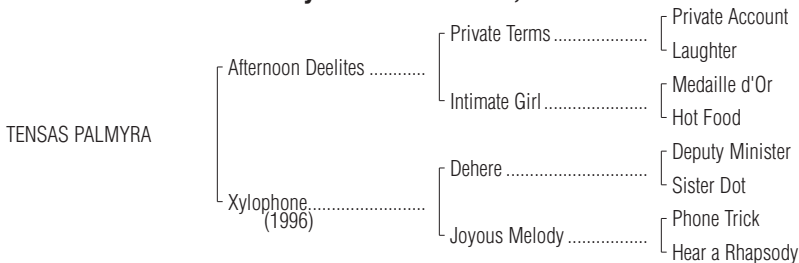 Private Account
Private Terms
Laughter
Afternoon Deelites
Medaille d'Or
Intimate Girl
Hot Food
TENSAS PALMYRA
Deputy Minister
Dehere
Sister Dot
Xylophone
(1996)
Phone Trick
Joyous Melody
Hear a Rhapsody